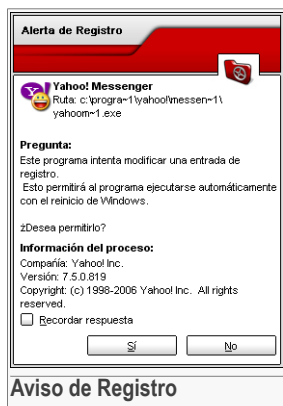 Alerta de Registro
Yahoo! Messenger
Ruta: c:\progra~1\yahoo!\messen~1\
yahoom~1.exe
Pregunta:
Este programa intenta modificar una entrada de
registro.
Esto permitirá al programa ejecutarse automáticamente
con el reinicio de Windows.
żDesea permitirlo?
Información del proceso:
Compañía: Yahoo! Inc.
Versión: 7.5.0.819
Copyright: (c) 1998-2006 Yahoo! Inc. All rights
reserved.
Recordar respuesta
Sí No
Aviso de Registro